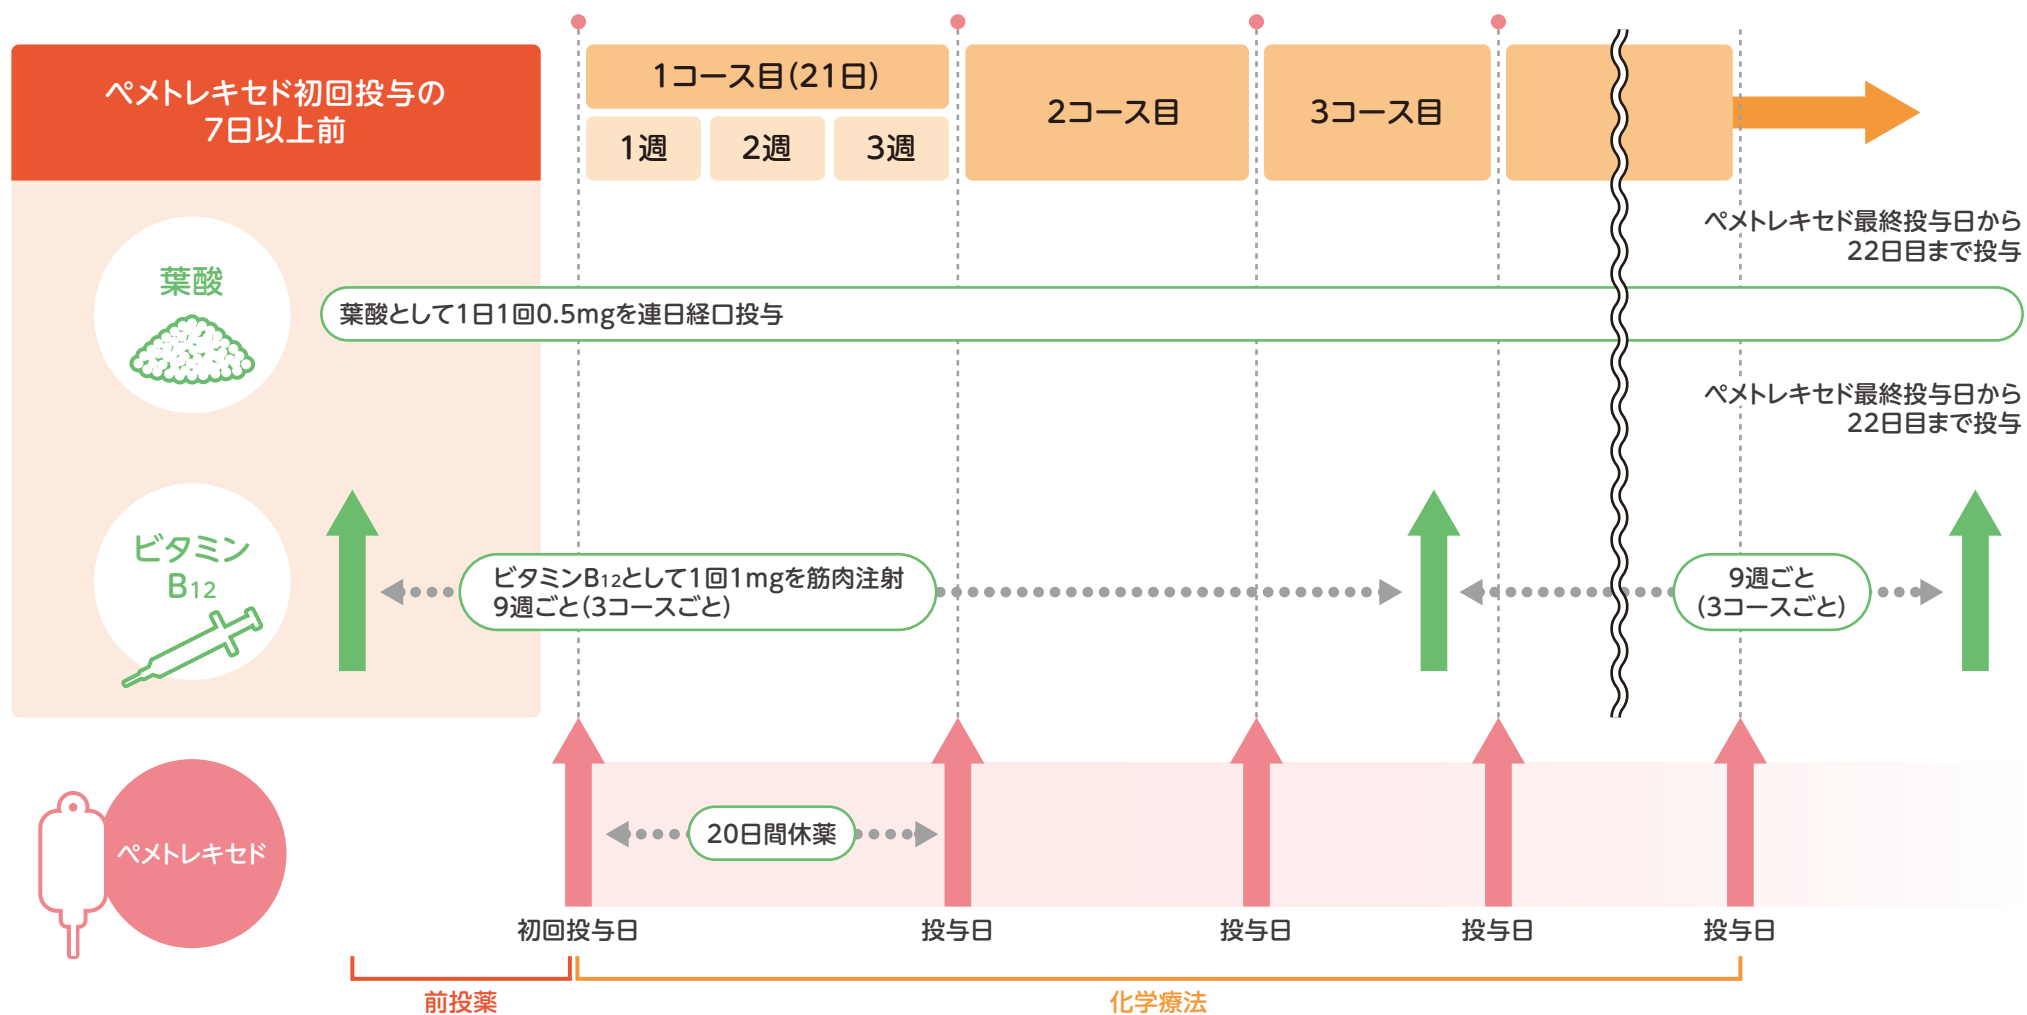 ペメトレキセド初回投与の
7日以上前
1コース目(21日)
1週
2週
3週
2コース目
3コース目
葉酸
ペメトレキセド最終投与日から
22日目まで投与
葉酸として1日1回0.5mgを連日経口投与
ペメトレキセド最終投与日から
22日目まで投与
ビタミン
B12
ビタミンB12として1回1mgを筋肉注射
9週ごと(3コースごと)
9週ごと
(3コースごと)
ペメトレキセド
20日間休薬
初回投与日
投与日
投与日
投与日
投与日
前投薬
化学療法